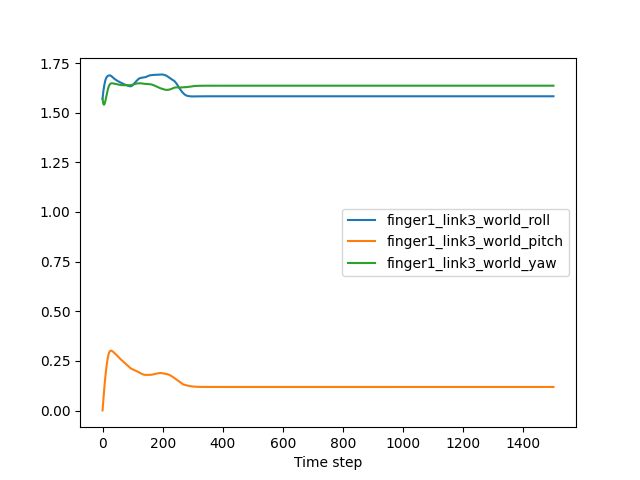 1.75
1.50
1.25
1.00
0.75
0.50
0.25
0.00
finger1_link3_world_roll
finger1_link3_world_pitch
finger1_link3_world_yaw
0 200 400 600 800 1000 1200 1400
Time step